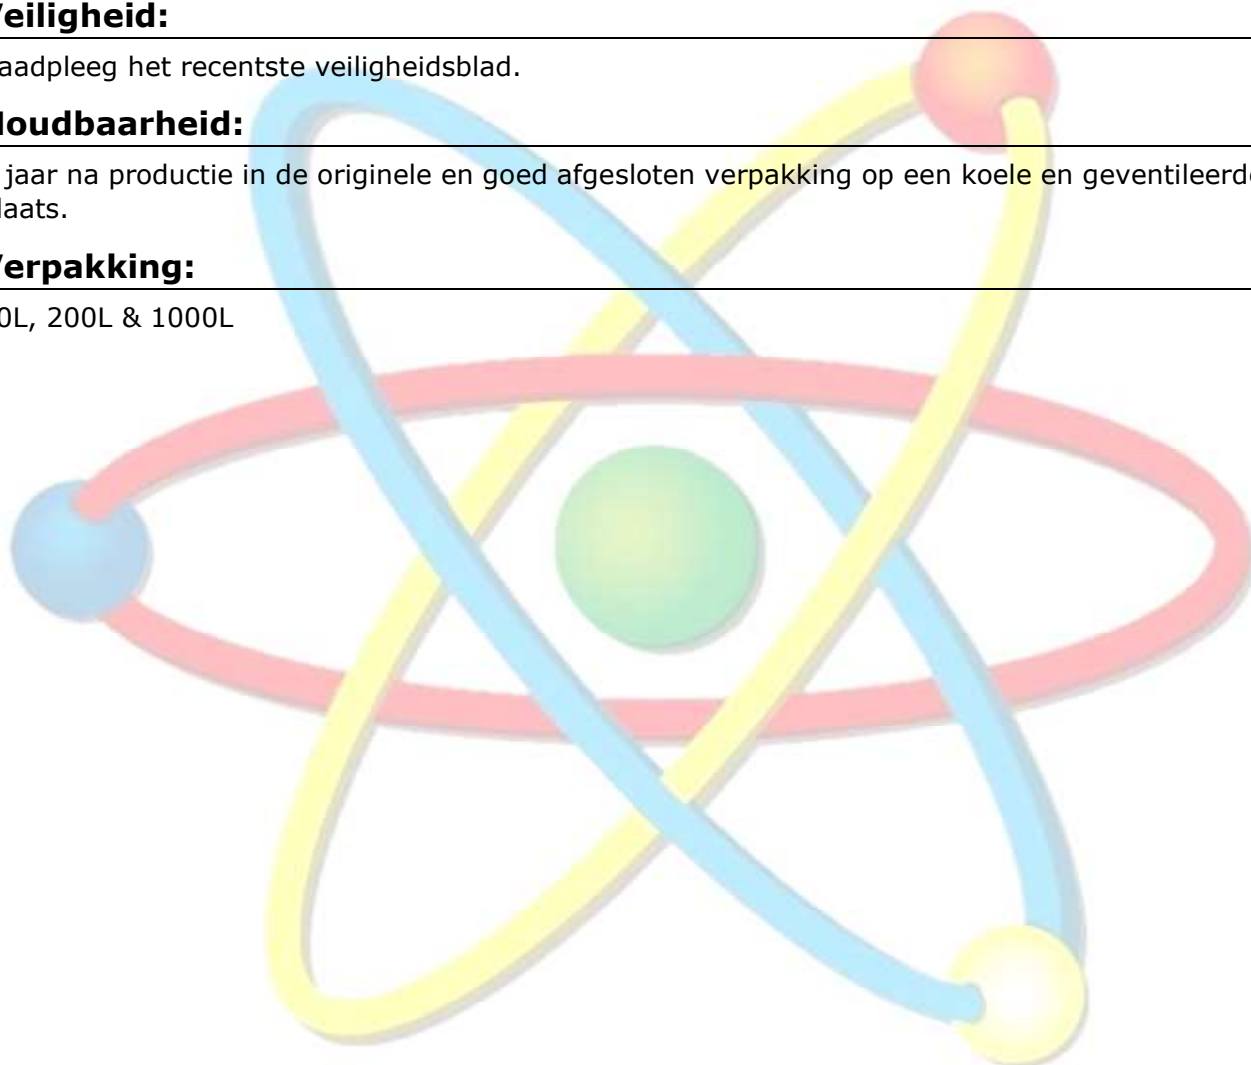 eiligheid:
aadpleeg het recentste veiligheidsblad.
oudbaarheid:
jaar na productie in de originele en goed afgesloten verpakking op een koele en geventileerde
laats.
erpakking:
0L, 200L & 1000L